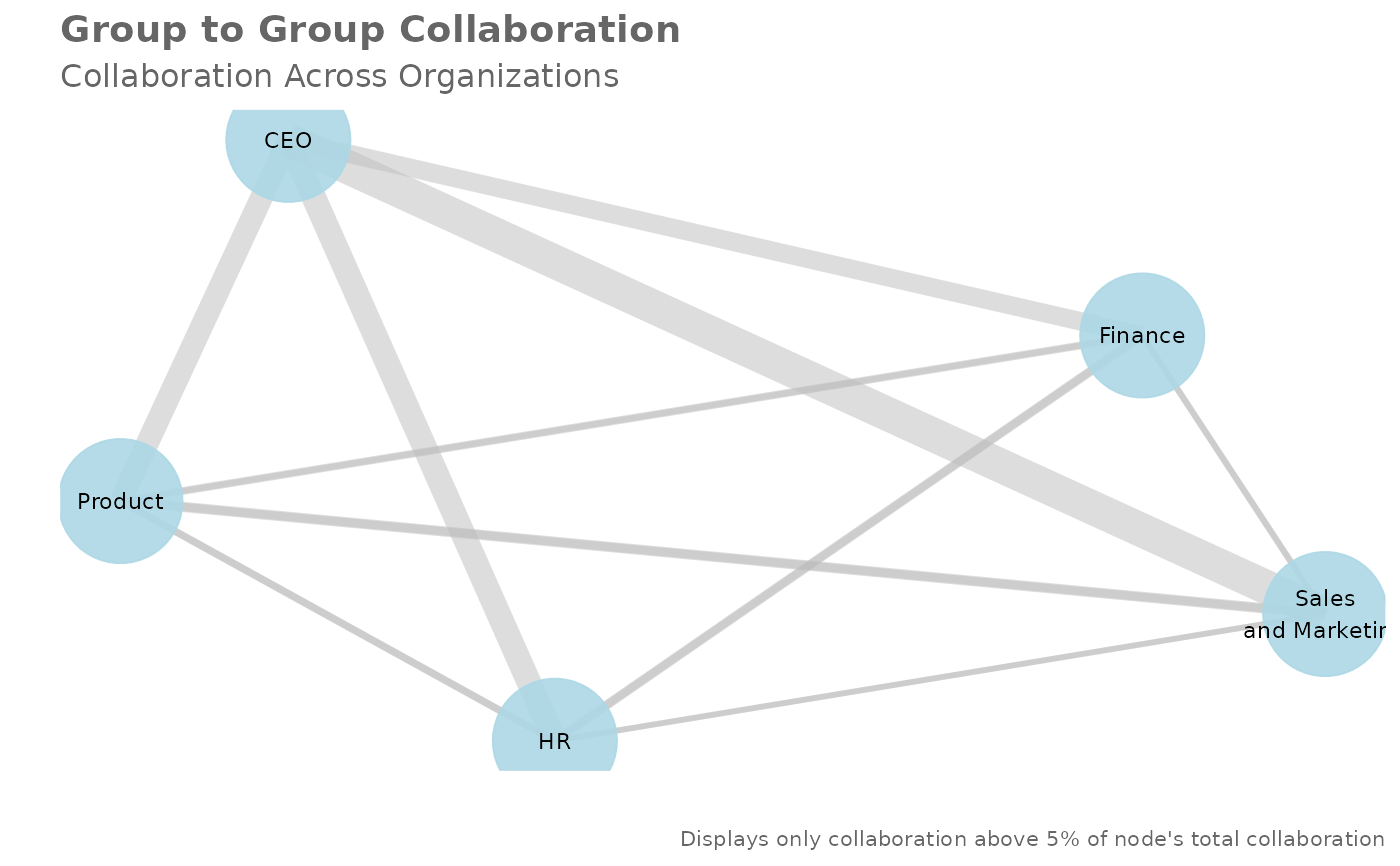 Group to Group Collaboration
Collaboration Across Organizations
CEO
Finance
Product
Sales
and Marketin
HR
Displays only collaboration above 5% of node's total collaboration